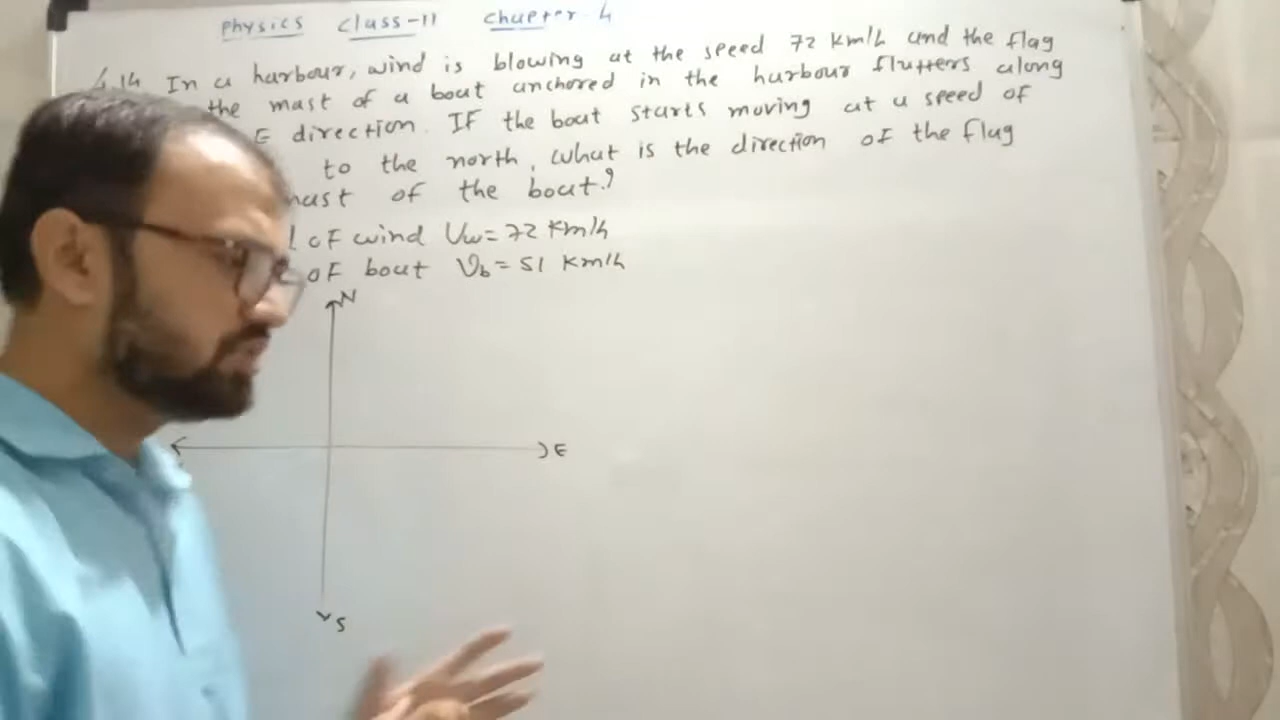 Physics Class-11 Chapter 4
4.14 In a harbour, wind is blowing at the speed 72 km/h and the flag
the mast of a boat anchored in the harbour flutters along
E direction. IF the boat starts moving at a speed of
to the north, what is the direction of the flag
mast of the boat?
of wind Vw = 72 Km/h
of boat Vb = 51 Km/h
N
E
S